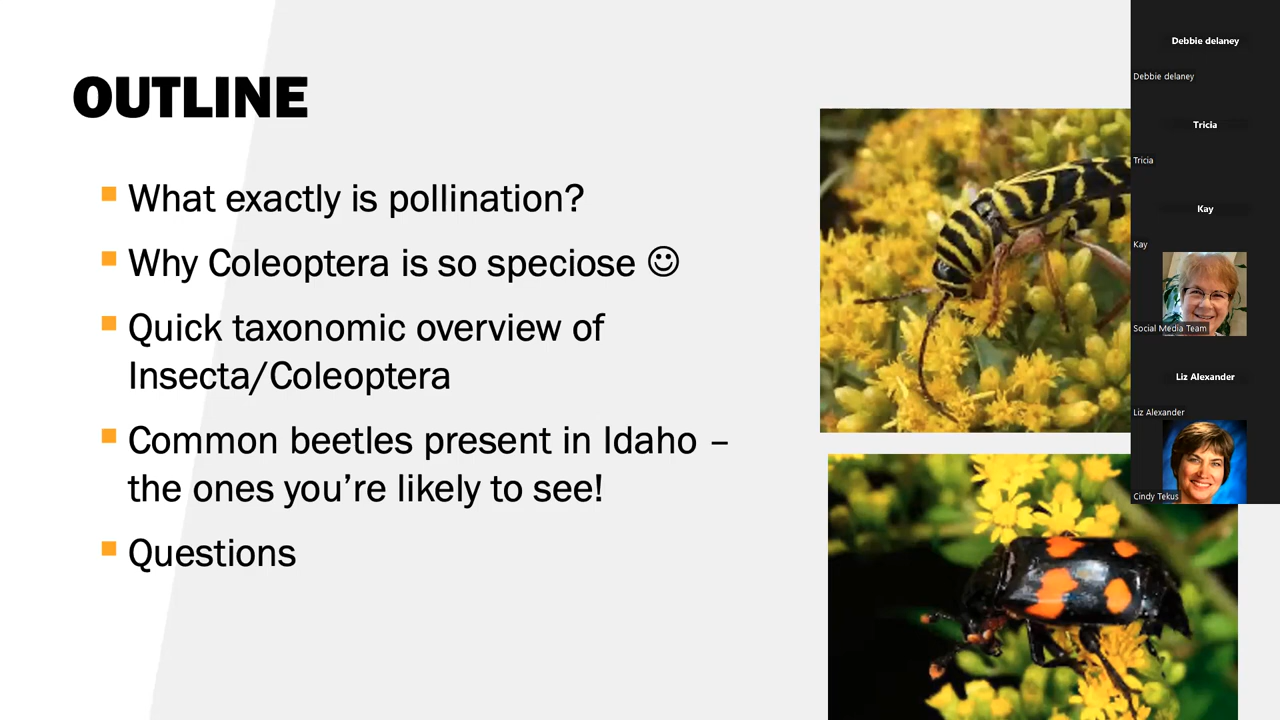 OUTLINE
What exactly is pollination?
Why Coleoptera is so speciose ☺
Quick taxonomic overview of
Insecta/Coleoptera
Common beetles present in Idaho –
the ones you're likely to see!
Questions
Debbie delaney
Debbie delaney
Tricia
Tricia
Kay
Kay
Social Media Team
Liz Alexander
Liz Alexander
Cindy Tekus